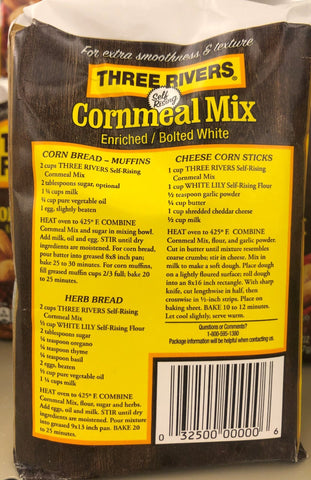 For extra smoothness & texture
THREE RIVERS®
Self
Rising
Cornmeal Mix
Enriched / Bolted White
CORN BREAD – MUFFINS
2 cups THREE RIVERS Self-Rising
Cornmeal Mix
2 tablespoons sugar, optional
1 ¼ cups milk
¼ cup pure vegetable oil
1 egg, slightly beaten
HEAT oven to 425° F. COMBINE
Cornmeal Mix and sugar in mixing bowl.
Add milk, oil and egg. STIR until dry
ingredients are moistened. For corn bread,
pour batter into greased 8x8 inch pan;
bake 25 to 30 minutes. For corn muffins,
fill greased muffin cups 2/3 full; bake 20
to 25 minutes.
HERB BREAD
2 cups THREE RIVERS Self-Rising
Cornmeal Mix
WHITE LILY Self-Rising Flour
2 tablespoons sugar
teaspoon oregano
teaspoon thyme
teaspoon basil
2 eggs, beaten
cup pure vegetable oil
1 ¼ cups milk
HEAT oven to 425° F. COMBINE
Cornmeal Mix, flour, sugar and herbs.
Add eggs, oil and milk. STIR until dry
ingredients are moistened. Pour mixture
into greased 9x13 inch pan. BAKE 20
to 25 minutes.
CHEESE CORN STICKS
1 cup THREE RIVERS Self-Rising
Cornmeal Mix
1 cup WHITE LILY Self-Rising Flour
½ teaspoon garlic powder
¼ cup butter
1 cup shredded cheddar cheese
cup milk
HEAT oven to 425° F. COMBINE
Cornmeal Mix, flour, and garlic powder.
Cut in butter until mixture resembles
coarse crumbs; stir in cheese. Mix in
milk to make a soft dough. Place dough
on a lightly floured surface; roll dough
into an 8x16 inch rectangle. With sharp
knife, cut lengthwise in half, then
crosswise in ½-inch strips. Place on
baking sheet. BAKE 10 to 12 minutes.
Let cool slightly, serve warm.
Questions or Comments?
1-800-595-1380
Package information will be helpful when contacting us.
0 32500 00000 6